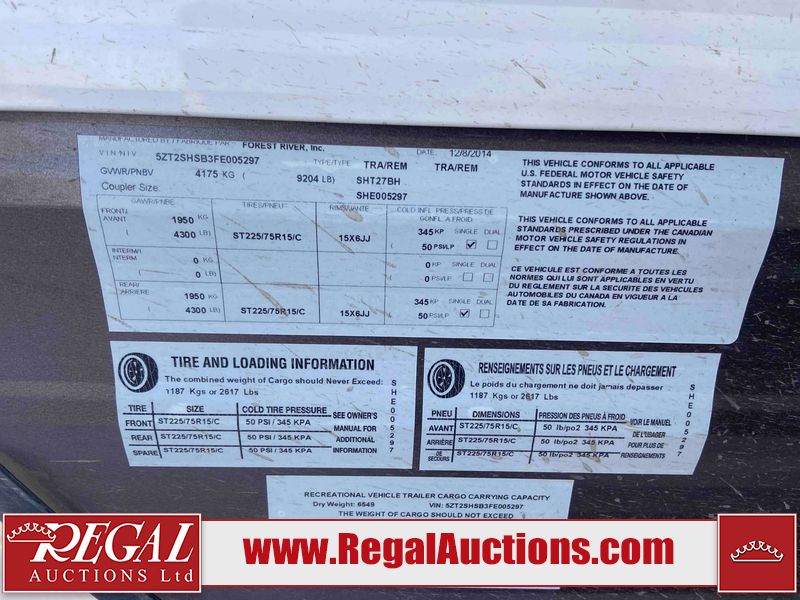 MANUFACTURED BY / FABRIQUE PAR: FOREST RIVER, Inc.
VIN/NIV 5ZT2SHSB3FE005297 12/8/2014
TYPE/TYPE TRA/REM TRA/REM
GVWR/PNBV 4175 KG ( 9204 LB) SHT27BH
Coupler Size: SHE005297
GAWR/PNBE TIRES/PNEU RIMS/JANTE COLD INFL. PRESS/PRESS DE GONFL. A FROID
FRONT/ AVANT 1950 KG 345 KP SINGLE DUAL
( 4300 LB) ST225/75R15/C 15X6JJ 50 PSI/LP
INTERM/I NTERM 0 KG 0 KP SINGLE DUAL
( 0 LB) 0 PSI/LP
REAR/ ARRIERE 1950 KG 345 KP SINGLE DUAL
( 4300 LB) ST225/75R15/C 15X6JJ 50 PSI/LP
THIS VEHICLE CONFORMS TO ALL APPLICABLE
U.S. FEDERAL MOTOR VEHICLE SAFETY
STANDARDS IN EFFECT ON THE DATE OF
MANUFACTURE SHOWN ABOVE.
THIS VEHICLE CONFORMS TO ALL APPLICABLE
STANDARDS PRESCRIBED UNDER THE CANADIAN
MOTOR VEHICLE SAFETY REGULATIONS IN
EFFECT ON THE DATE OF MANUFACTURE.
CE VEHICULE EST CONFORME A TOUTES LES
NORMES QUI LUI SONT APPLICABLES EN VERTU
DU REGLEMENT SUR LA SECURITE DES VEHICULES
AUTOMOBILES DU CANADA EN VIGUEUR A LA
DATE DE SA FABRICATION.
TIRE AND LOADING INFORMATION
The combined weight of Cargo should Never Exceed:
1187 Kgs or 2617 Lbs
TIRE SIZE COLD TIRE PRESSURE
FRONT ST225/75R15/C 50 PSI / 345 KPA
REAR ST225/75R15/C 50 PSI / 345 KPA
SPARE ST225/75R15/C 50 PSI / 345 KPA
SEE OWNER'S
MANUAL FOR
ADDITIONAL
INFORMATION
SHE005297
RENSEIGNEMENTS SUR LES PNEUS ET LE CHARGEMENT
Le poids du chargement ne doit jamais depasser
1187 Kgs or 2617 Lbs
PNEU DIMENSIONS PRESSION DES PNEUS À FROID
AVANT ST225/75R15/C 50 lb/po2 345 KPA
ARRIÈRE ST225/75R15/C 50 lb/po2 345 KPA
DE SECOURS ST225/75R15/C 50 lb/po2 345 KPA
VOIR LE MANUEL
DE L'USAGER
POUR PLUS DE
RENSEIGNEMENTS
SHE005297
RECREATIONAL VEHICLE TRAILER CARGO CARRYING CAPACITY
Dry Weight: 6549 VIN: 5ZT2SHSB3FE005297
THE WEIGHT OF CARGO SHOULD NOT EXCEED
REGAL
AUCTIONS Ltd
www.RegalAuctions.com